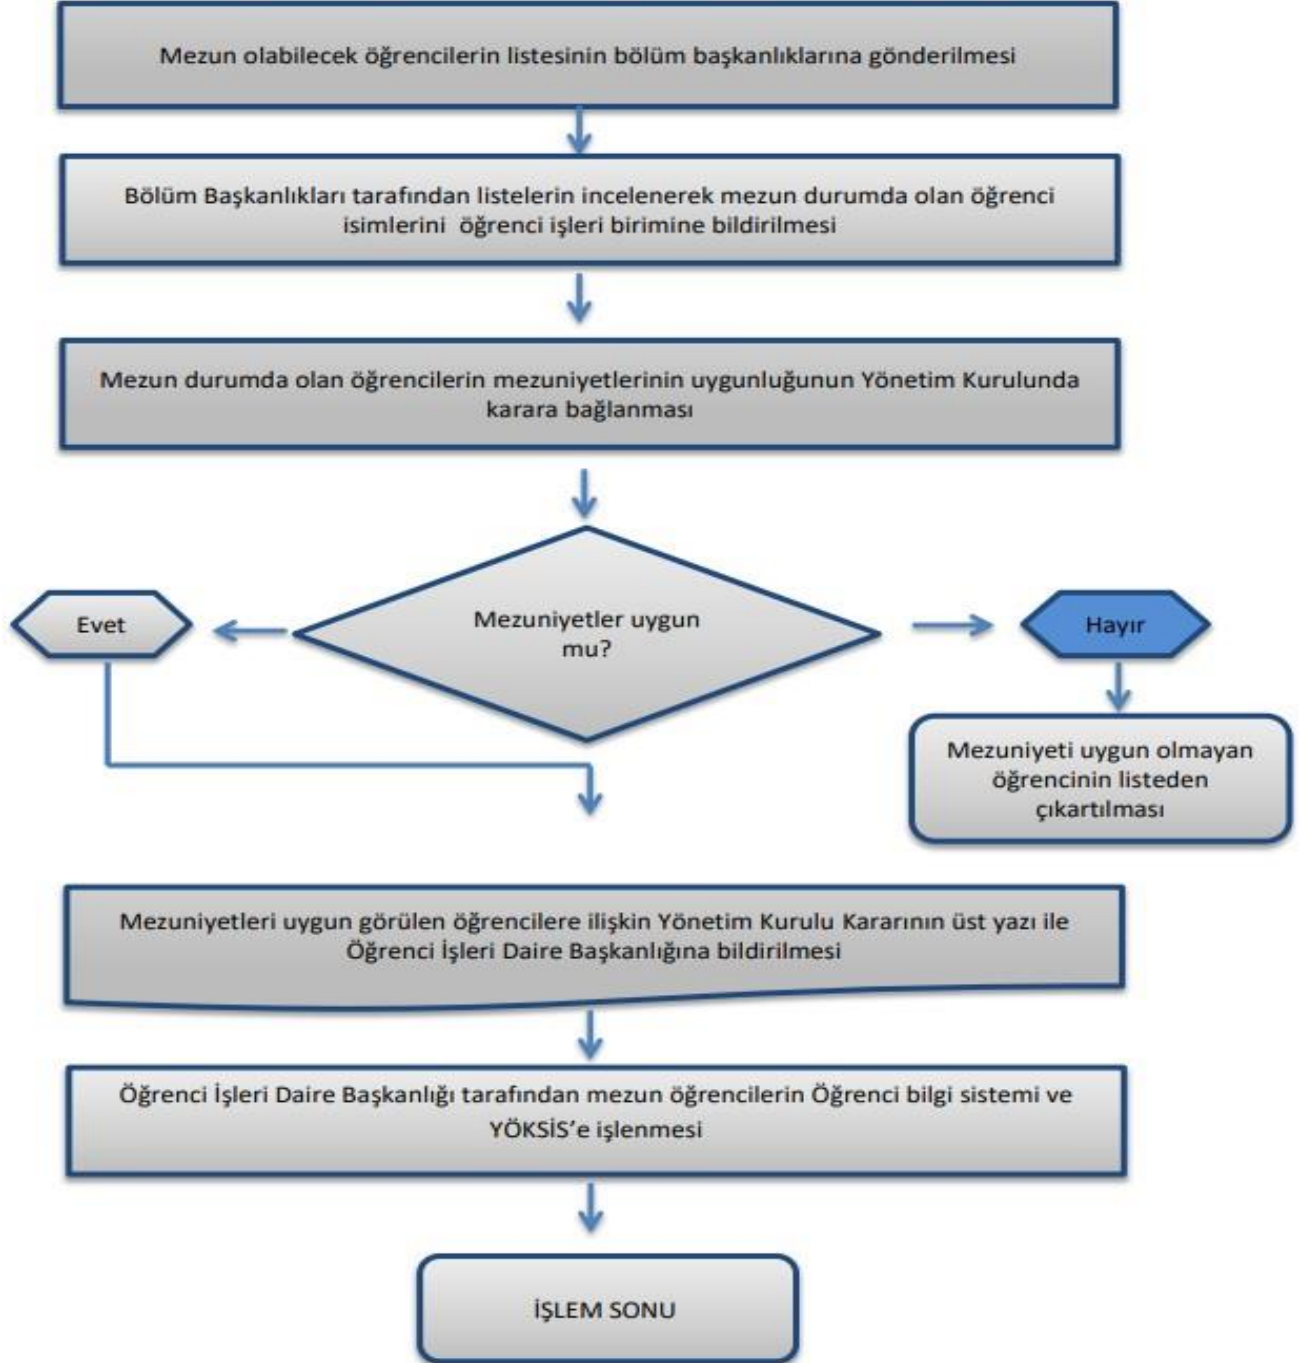 Mezun olabilecek öğrencilerin listesinin bölüm başkanlıklarına gönderilmesi
Bölüm Başkanlıkları tarafından listelerin incelenerek mezun durumda olan öğrenci
isimlerini öğrenci işleri birimine bildirilmesi
Mezun durumda olan öğrencilerin mezuniyetlerinin uygunluğunun Yönetim Kurulunda
karara bağlanması
Mezuniyetler uygun
mu?
Evet
Hayır
Mezuniyeti uygun olmayan
öğrencinin listeden
çıkartılması
Mezuniyetleri uygun görülen öğrencilere ilişkin Yönetim Kurulu Kararının üst yazı ile
Öğrenci İşleri Daire Başkanlığına bildirilmesi
Öğrenci İşleri Daire Başkanlığı tarafından mezun öğrencilerin Öğrenci bilgi sistemi ve
YÖKSİS’e işlenmesi
İŞLEM SONU